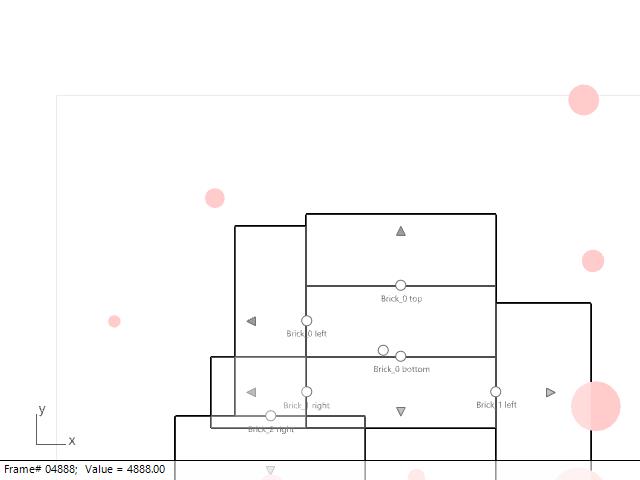 Brick_0 top
Brick_0 left
Brick_0 bottom
Brick_1 right
Brick_1 left
Brick_2 right
y
x
Frame# 04888; Value = 4888.00